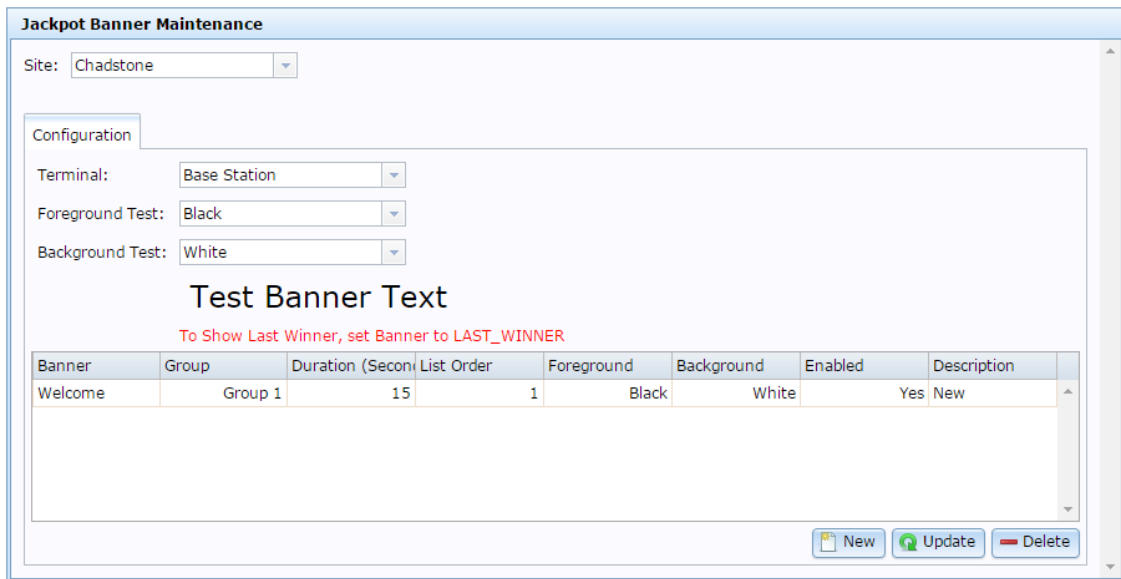 Jackpot Banner Maintenance
Site: Chadstone
Configuration
Terminal: Base Station
Foreground Test: Black
Background Test: White
Test Banner Text
To Show Last Winner, set Banner to LAST_WINNER
Banner Group Duration (Secon List Order Foreground Background Enabled Description
Welcome Group 1 15 1 Black White Yes New
New Update Delete